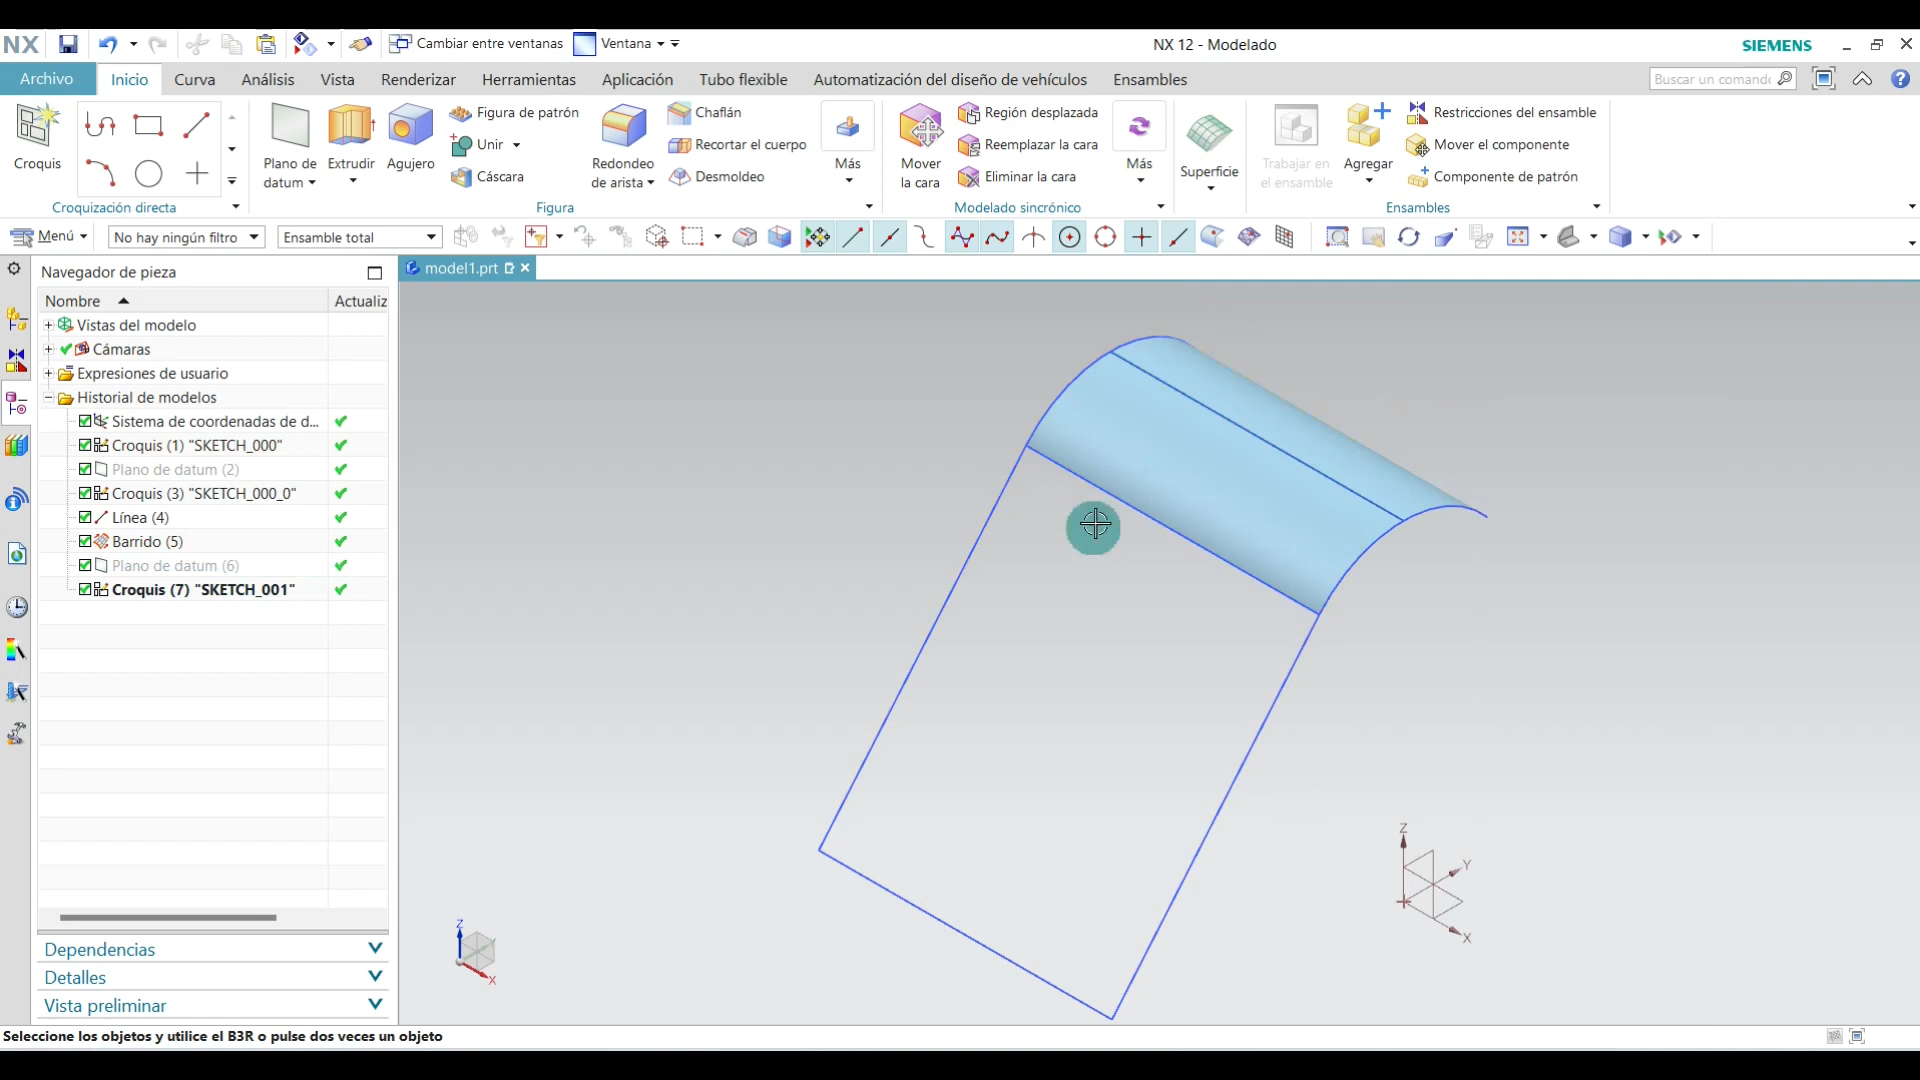 NX Cambiar entre ventanas Ventana NX 12 - Modelado SIEMENS
Archivo Inicio Curva Análisis Vista Renderizar Herramientas Aplicación Tubo flexible Automatización del diseño de vehículos Ensambles Buscar un comando
Croquis
Plano de datum
Extrudir
Agujero
Figura de patrón
Unir
Cáscara
Redondeo de arista
Chaflán
Recortar el cuerpo
Desmoldeo
Más
Mover la cara
Región desplazada
Reemplazar la cara
Eliminar la cara
Más
Superficie
Trabajar en el ensamble
Agregar
Restricciones del ensamble
Mover el componente
Componente de patrón
Croquización directa Figura Modelado sincrónico Ensambles
Menú No hay ningún filtro Ensamble total
Navegador de pieza
model1.prt
Nombre Actualiz
Vistas del modelo
Cámaras
Expresiones de usuario
Historial de modelos
Sistema de coordenadas de d...
Croquis (1) "SKETCH_000"
Plano de datum (2)
Croquis (3) "SKETCH_000_0"
Línea (4)
Barrido (5)
Plano de datum (6)
Croquis (7) "SKETCH_001"
Z
Y
X
Z
X
Dependencias
Detalles
Vista preliminar
Seleccione los objetos y utilice el B3R o pulse dos veces un objeto